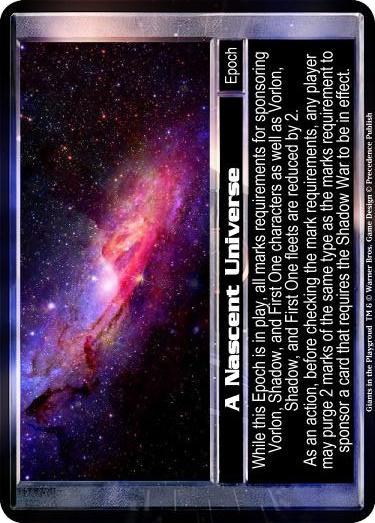 A Nascent Universe
Epoch
While this Epoch is in play, all marks requirements for sponsoring
Vorlon, Shadow, and First One characters as well as Vorlon,
Shadow, and First One fleets are reduced by 2.
As an action, before checking the mark requirements, any player
may purge 2 marks of the same type as the marks requirement to
sponsor a card that requires the Shadow War to be in effect.
Giants in the Playgroud TM & © Warner Bros. Game Design © Precedence Publish